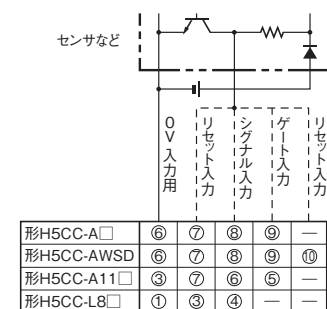 センサなど
0V入力用
リセット入力
シグナル入力
ゲート入力
リセット入力
形H5CC-A□ ⑥ ⑦ ⑧ ⑨ —
形H5CC-AWSD ⑥ ⑦ ⑧ ⑨ ⑩
形H5CC-A11□ ③ ⑦ ⑥ ⑤ —
形H5CC-L8□ ① ③ ④ — —